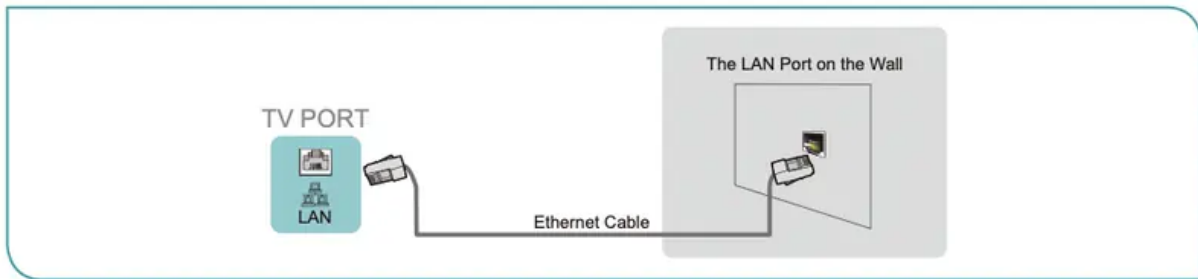 The LAN Port on the Wall
TV PORT
LAN
Ethernet Cable